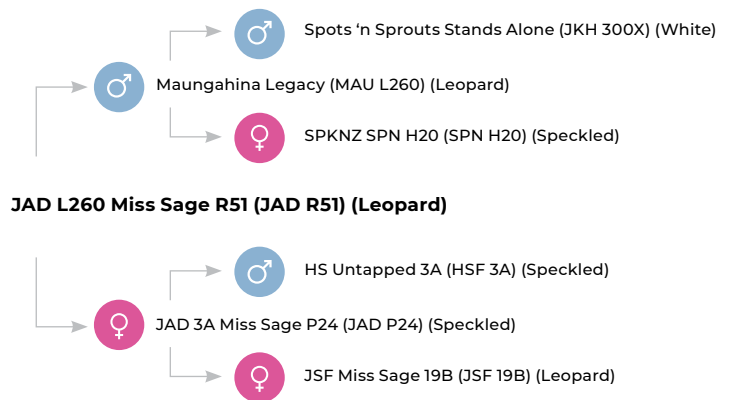 Spots ‘n Sprouts Stands Alone (JKH 300X) (White)
Maungahina Legacy (MAU L260) (Leopard)
SPKNZ SPN H20 (SPN H20) (Speckled)
JAD L260 Miss Sage R51 (JAD R51) (Leopard)
HS Untapped 3A (HSF 3A) (Speckled)
JAD 3A Miss Sage P24 (JAD P24) (Speckled)
JSF Miss Sage 19B (JSF 19B) (Leopard)